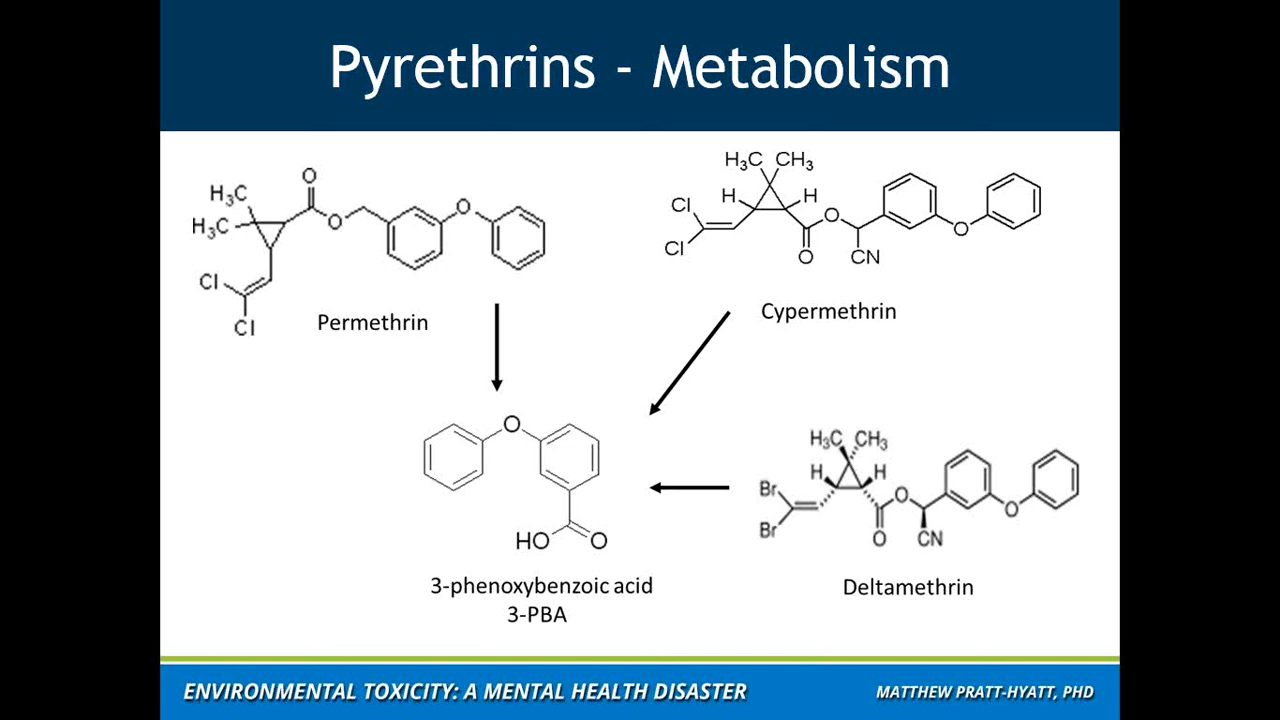 Pyrethrins - Metabolism
H₃C
H₃C
O
O
O
Cl
Cl
Permethrin
H₃C CH₃
H H
Cl
Cl
O
O
CN
O
Cypermethrin
O
HO O
3-phenoxybenzoic acid
3-PBA
H₃C CH₃
H H
Br
Br
O
O
CN
O
Deltamethrin
ENVIRONMENTAL TOXICITY: A MENTAL HEALTH DISASTER
MATTHEW PRATT-HYATT, PHD